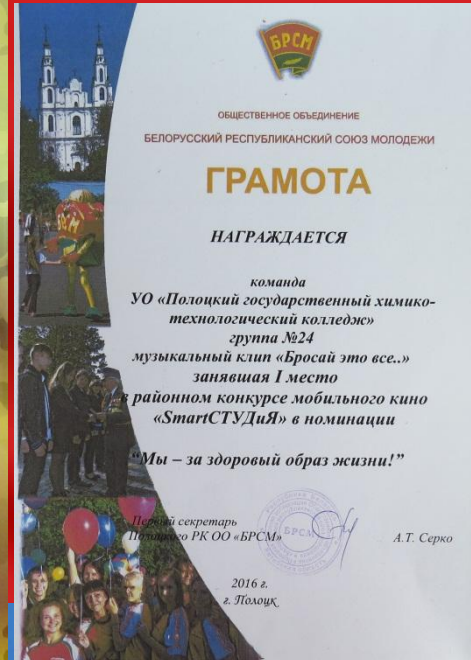 БРСМ
ОБЩЕСТВЕННОЕ ОБЪЕДИНЕНИЕ
БЕЛОРУССКИЙ РЕСПУБЛИКАНСКИЙ СОЮЗ МОЛОДЕЖИ
ГРАМОТА
НАГРАЖДАЕТСЯ
команда
УО «Полоцкий государственный химико-
технологический колледж»
группа №24
музыкальный клип «Бросай это все..»
занявшая I место
в районном конкурсе мобильного кино
«SmartСТУДиЯ» в номинации
“Мы – за здоровый образ жизни!”
Первый секретарь
Полоцкого РК ОО «БРСМ»
БРСМ
А.Т. Серко
2016 г.
г. Полоцк